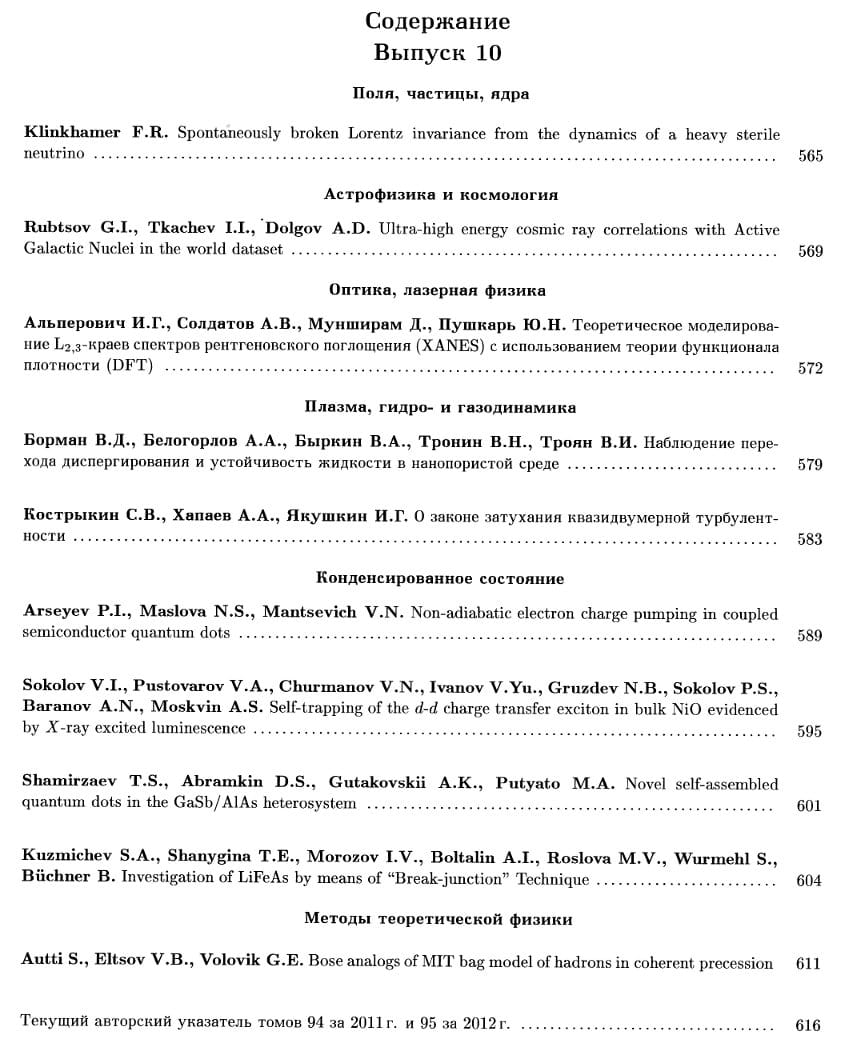 Содержание
Выпуск 10
Поля, частицы, ядра
Klinkhamer F.R. Spontaneously broken Lorentz invariance from the dynamics of a heavy sterile
neutrino ........ 565
Астрофизика и космология
Rubtsov G.I., Tkachev I.I., Dolgov A.D. Ultra-high energy cosmic ray correlations with Active
Galactic Nuclei in the world dataset ........ 569
Оптика, лазерная физика
Альперович И.Г., Солдатов А.В., Мунширам Д., Пушкарь Ю.Н. Теоретическое моделирова-
ние L2,3-краев спектров рентгеновского поглощения (XANES) с использованием теории функционала
плотности (DFT) ........ 572
Плазма, гидро- и газодинамика
Борман В.Д., Белогорлов А.А., Быркин В.А., Тронин В.Н., Троян В.И. Наблюдение пере-
хода диспергирования и устойчивость жидкости в нанопористой среде ........ 579
Кострыкин С.В., Хапаев А.А., Якушкин И.Г. О законе затухания квазидвумерной турбулент-
ности ........ 583
Конденсированное состояние
Arseyev P.I., Maslova N.S., Mantsevich V.N. Non-adiabatic electron charge pumping in coupled
semiconductor quantum dots ........ 589
Sokolov V.I., Pustovarov V.A., Churmanov V.N., Ivanov V.Yu., Gruzdev N.B., Sokolov P.S.,
Baranov A.N., Moskvin A.S. Self-trapping of the d-d charge transfer exciton in bulk NiO evidenced
by X-ray excited luminescence ........ 595
Shamirzaev T.S., Abramkin D.S., Gutakovskii A.K., Putyato M.A. Novel self-assembled
quantum dots in the GaSb/AlAs heterosystem ........ 601
Kuzmichev S.A., Shanygina T.E., Morozov I.V., Boltalin A.I., Roslova M.V., Wurmehl S.,
Büchner B. Investigation of LiFeAs by means of “Break-junction” Technique ........ 604
Методы теоретической физики
Autti S., Eltsov V.B., Volovik G.E. Bose analogs of MIT bag model of hadrons in coherent precession 611
Текущий авторский указатель томов 94 за 2011 г. и 95 за 2012 г. ........ 616